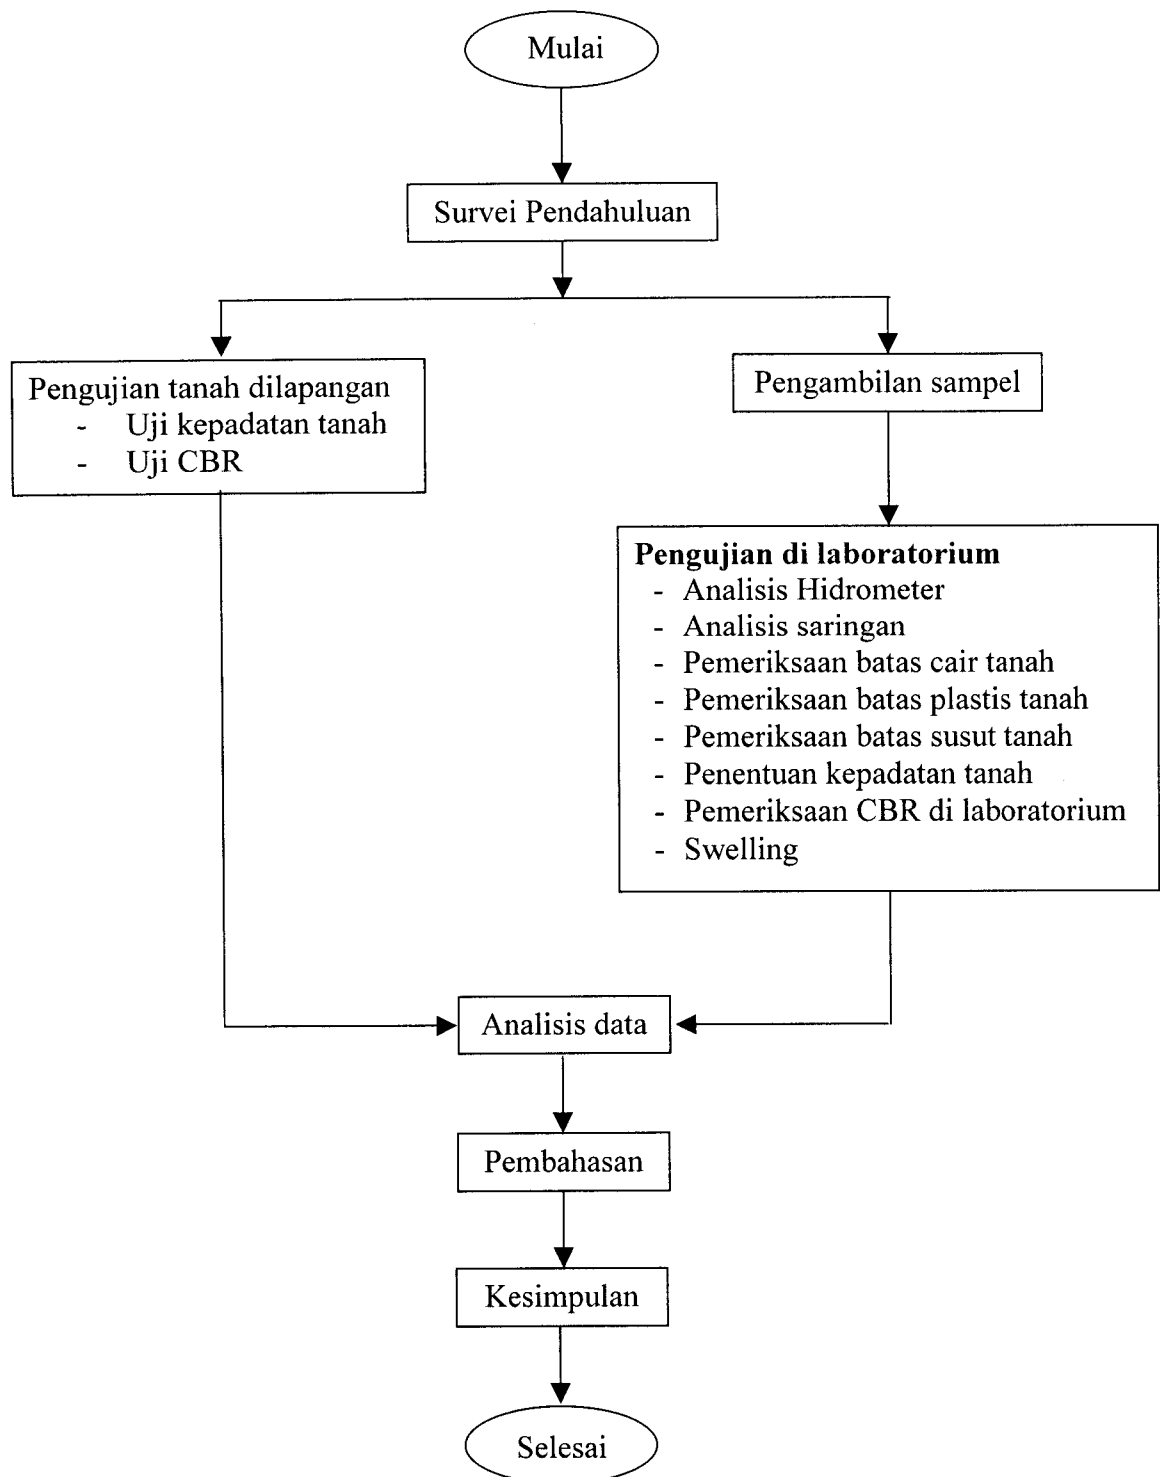 Mulai
Survei Pendahuluan
Pengujian tanah dilapangan
- Uji kepadatan tanah
- Uji CBR
Pengambilan sampel
Pengujian di laboratorium
- Analisis Hidrometer
- Analisis saringan
- Pemeriksaan batas cair tanah
- Pemeriksaan batas plastis tanah
- Pemeriksaan batas susut tanah
- Penentuan kepadatan tanah
- Pemeriksaan CBR di laboratorium
- Swelling
Analisis data
Pembahasan
Kesimpulan
Selesai